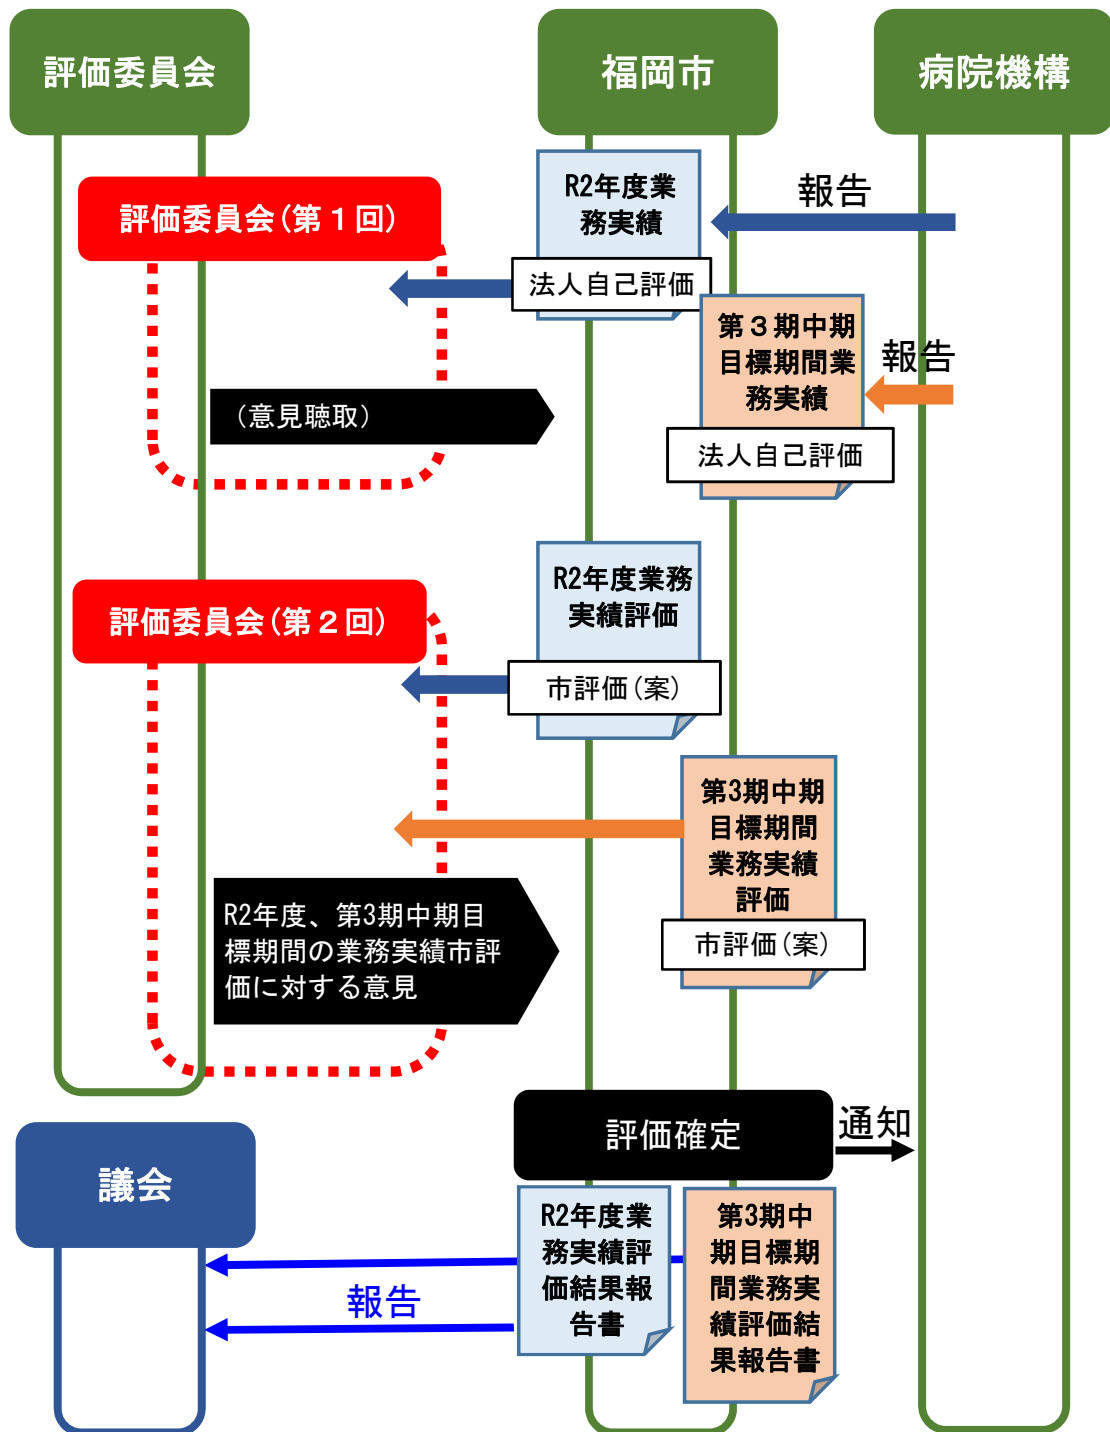 評価委員会
福岡市
病院機構
R2年度業
務実績
法人自己評価
報告
評価委員会(第１回)
第３期中期
目標期間業
務実績
法人自己評価
報告
（意見聴取）
R2年度業務
実績評価
市評価(案)
評価委員会(第２回)
第3期中期
目標期間
業務実績
評価
市評価(案)
R2年度、第3期中期目
標期間の業務実績市評
価に対する意見
評価確定
通知
議会
R2年度業
務実績評
価結果報
告書
第3期中
期目標期
間業務実
績評価結
果報告書
報告